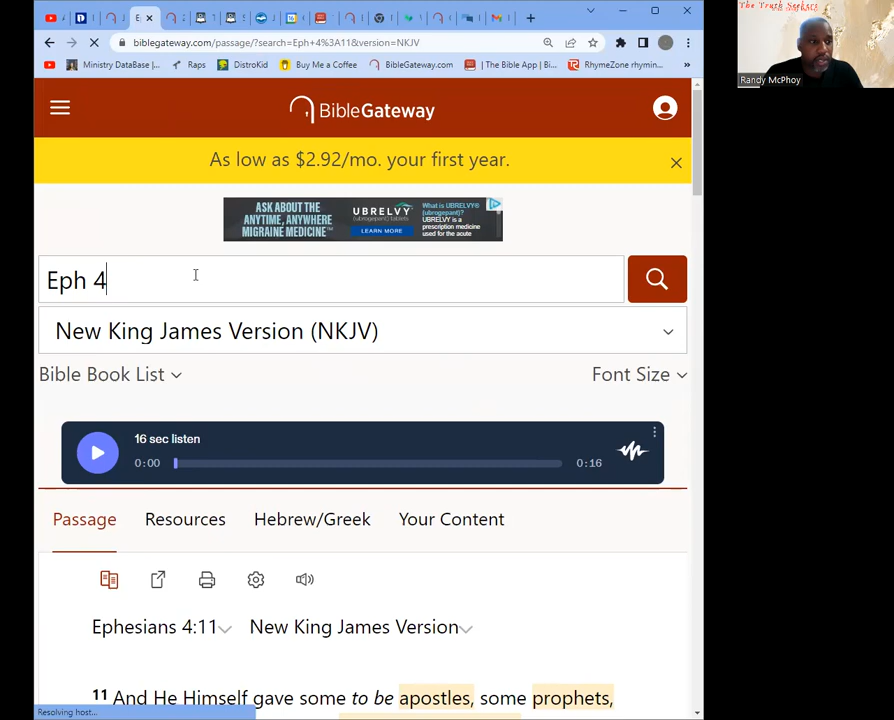 biblegateway.com/passage/?search=Eph+4%3A11&version=NKJV
Ministry DataBase |...
Raps
DistroKid
Buy Me a Coffee
BibleGateway.com
| The Bible App | Bi...
RhymeZone rhymin...
»
BibleGateway
As low as $2.92/mo. your first year.
ASK ABOUT THE
ANYTIME, ANYWHERE
MIGRAINE MEDICINE™
UBRELVY
(ubrogepant) tablets
LEARN MORE
What is UBRELVY®
(ubrogepant)?
UBRELVY is a
prescription medicine
used for the acute
Eph 4
New King James Version (NKJV)
Bible Book List
Font Size
16 sec listen
0:00
0:16
Passage
Resources
Hebrew/Greek
Your Content
Ephesians 4:11
New King James Version
11 And He Himself gave some to be apostles, some prophets,
Resolving host...
The Truth Seekers
Randy McPhoy